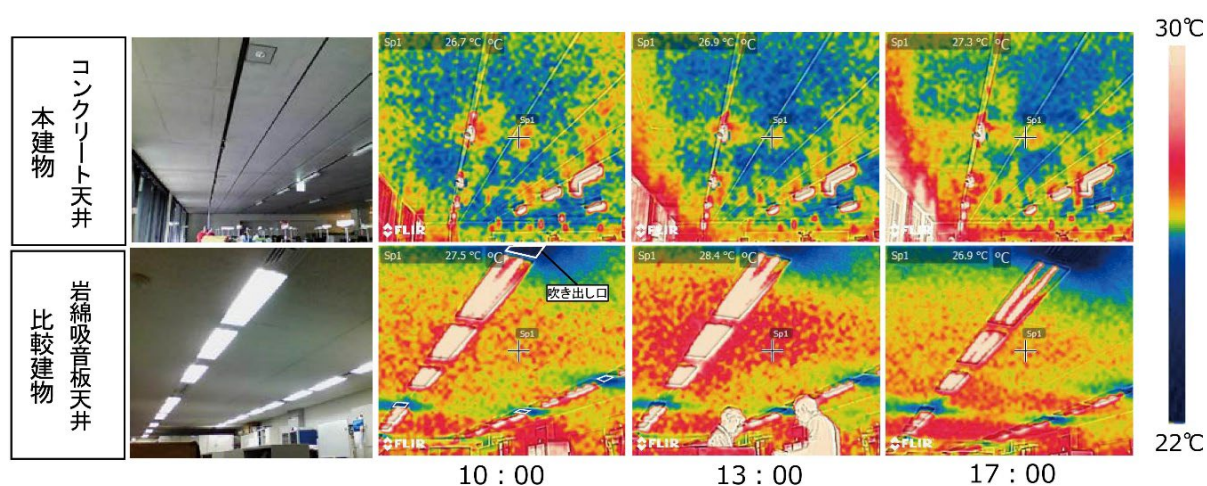 30℃
本建物
コンクリート天井
Sp1 26.7 °C °C
Sp1
FLIR
Sp1 26.9 °C °C
Sp1
FLIR
Sp1 27.3 °C °C
Sp1
FLIR
比較建物
岩綿吸音板天井
Sp1 27.5 °C °C
吹き出し口
Sp1
FLIR
Sp1 28.4 °C °C
Sp1
FLIR
Sp1 26.9 °C °C
Sp1
FLIR
22℃
10：00
13：00
17：00